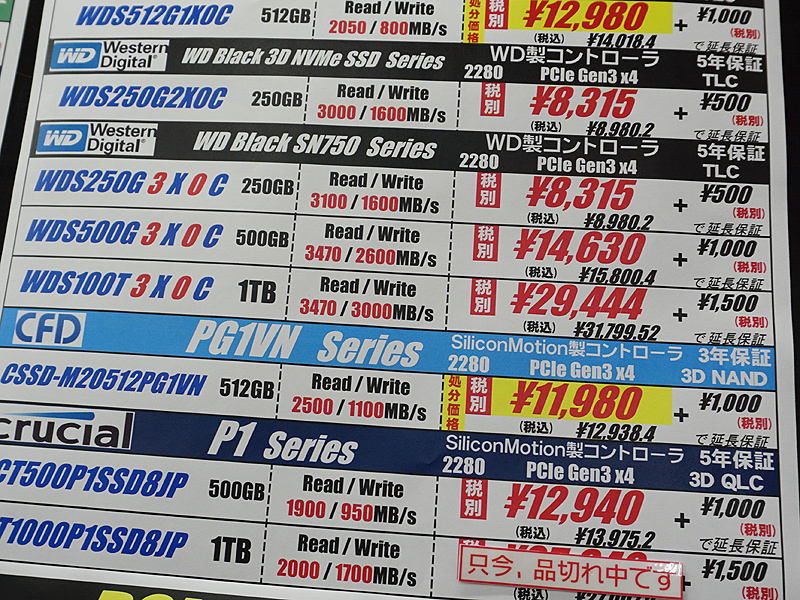 WDS512G1X0C 512GB Read / Write 2050 / 800MB/s 処分価格 税別 ¥12,980 (税込) ¥14,018.4 + ¥1,000 (税別) で延長保証
WD Western Digital® WD Black 3D NVMe SSD Series WD製コントローラ 2280 PCIe Gen3 x4 5年保証 TLC
WDS250G2X0C 250GB Read / Write 3000 / 1600MB/s 税別 ¥8,315 (税込) ¥8,980.2 + ¥500 (税別) で延長保証
WD Western Digital® WD Black SN750 Series WD製コントローラ 2280 PCIe Gen3 x4 5年保証 TLC
WDS250G3X0C 250GB Read / Write 3100 / 1600MB/s 税別 ¥8,315 (税込) ¥8,980.2 + ¥500 (税別) で延長保証
WDS500G3X0C 500GB Read / Write 3470 / 2600MB/s 税別 ¥14,630 (税込) ¥15,800.4 + ¥1,000 (税別) で延長保証
WDS100T3X0C 1TB Read / Write 3470 / 3000MB/s 税別 ¥29,444 (税込) ¥31,799.52 + ¥1,500 (税別) で延長保証
CFD PG1VN Series SiliconMotion製コントローラ 2280 PCIe Gen3 x4 3年保証 3D NAND
CSSD-M20512PG1VN 512GB Read / Write 2500 / 1100MB/s 処分価格 税別 ¥11,980 (税込) ¥12,938.4 + ¥1,000 (税別) で延長保証
crucial P1 Series SiliconMotion製コントローラ 2280 PCIe Gen3 x4 5年保証 3D QLC
CT500P1SSD8JP 500GB Read / Write 1900 / 950MB/s 税別 ¥12,940 (税込) ¥13,975.2 + ¥1,000 (税別) で延長保証
T1000P1SSD8JP 1TB Read / Write 2000 / 1700MB/s 只今、品切れ中です + ¥1,500 (税別)